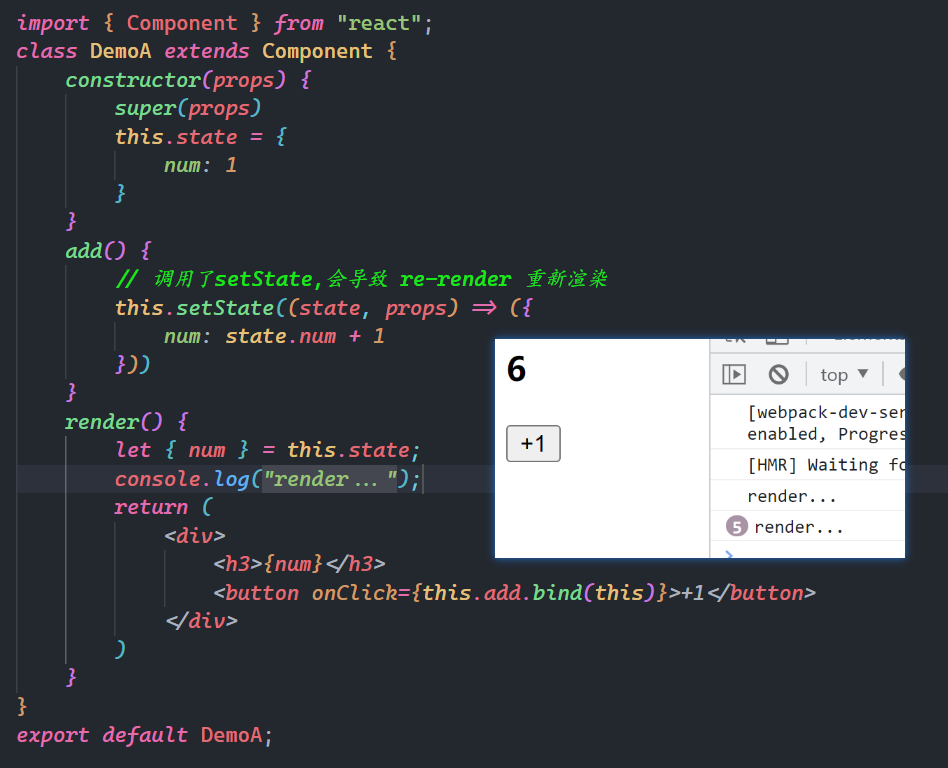 import { Component } from "react";
class DemoA extends Component {
constructor(props) {
super(props)
this.state = {
num: 1
}
}
add() {
// 调用了setState,会导致 re-render 重新渲染
this.setState((state, props) => ({
num: state.num + 1
}))
}
render() {
let { num } = this.state;
console.log("render...");
return (
<div>
<h3>{num}</h3>
<button onClick={this.add.bind(this)}>+1</button>
</div>
)
}
}
export default DemoA;
6
+1
top
[webpack-dev-ser
enabled, Progres
[HMR] Waiting fo
render...
5 render...